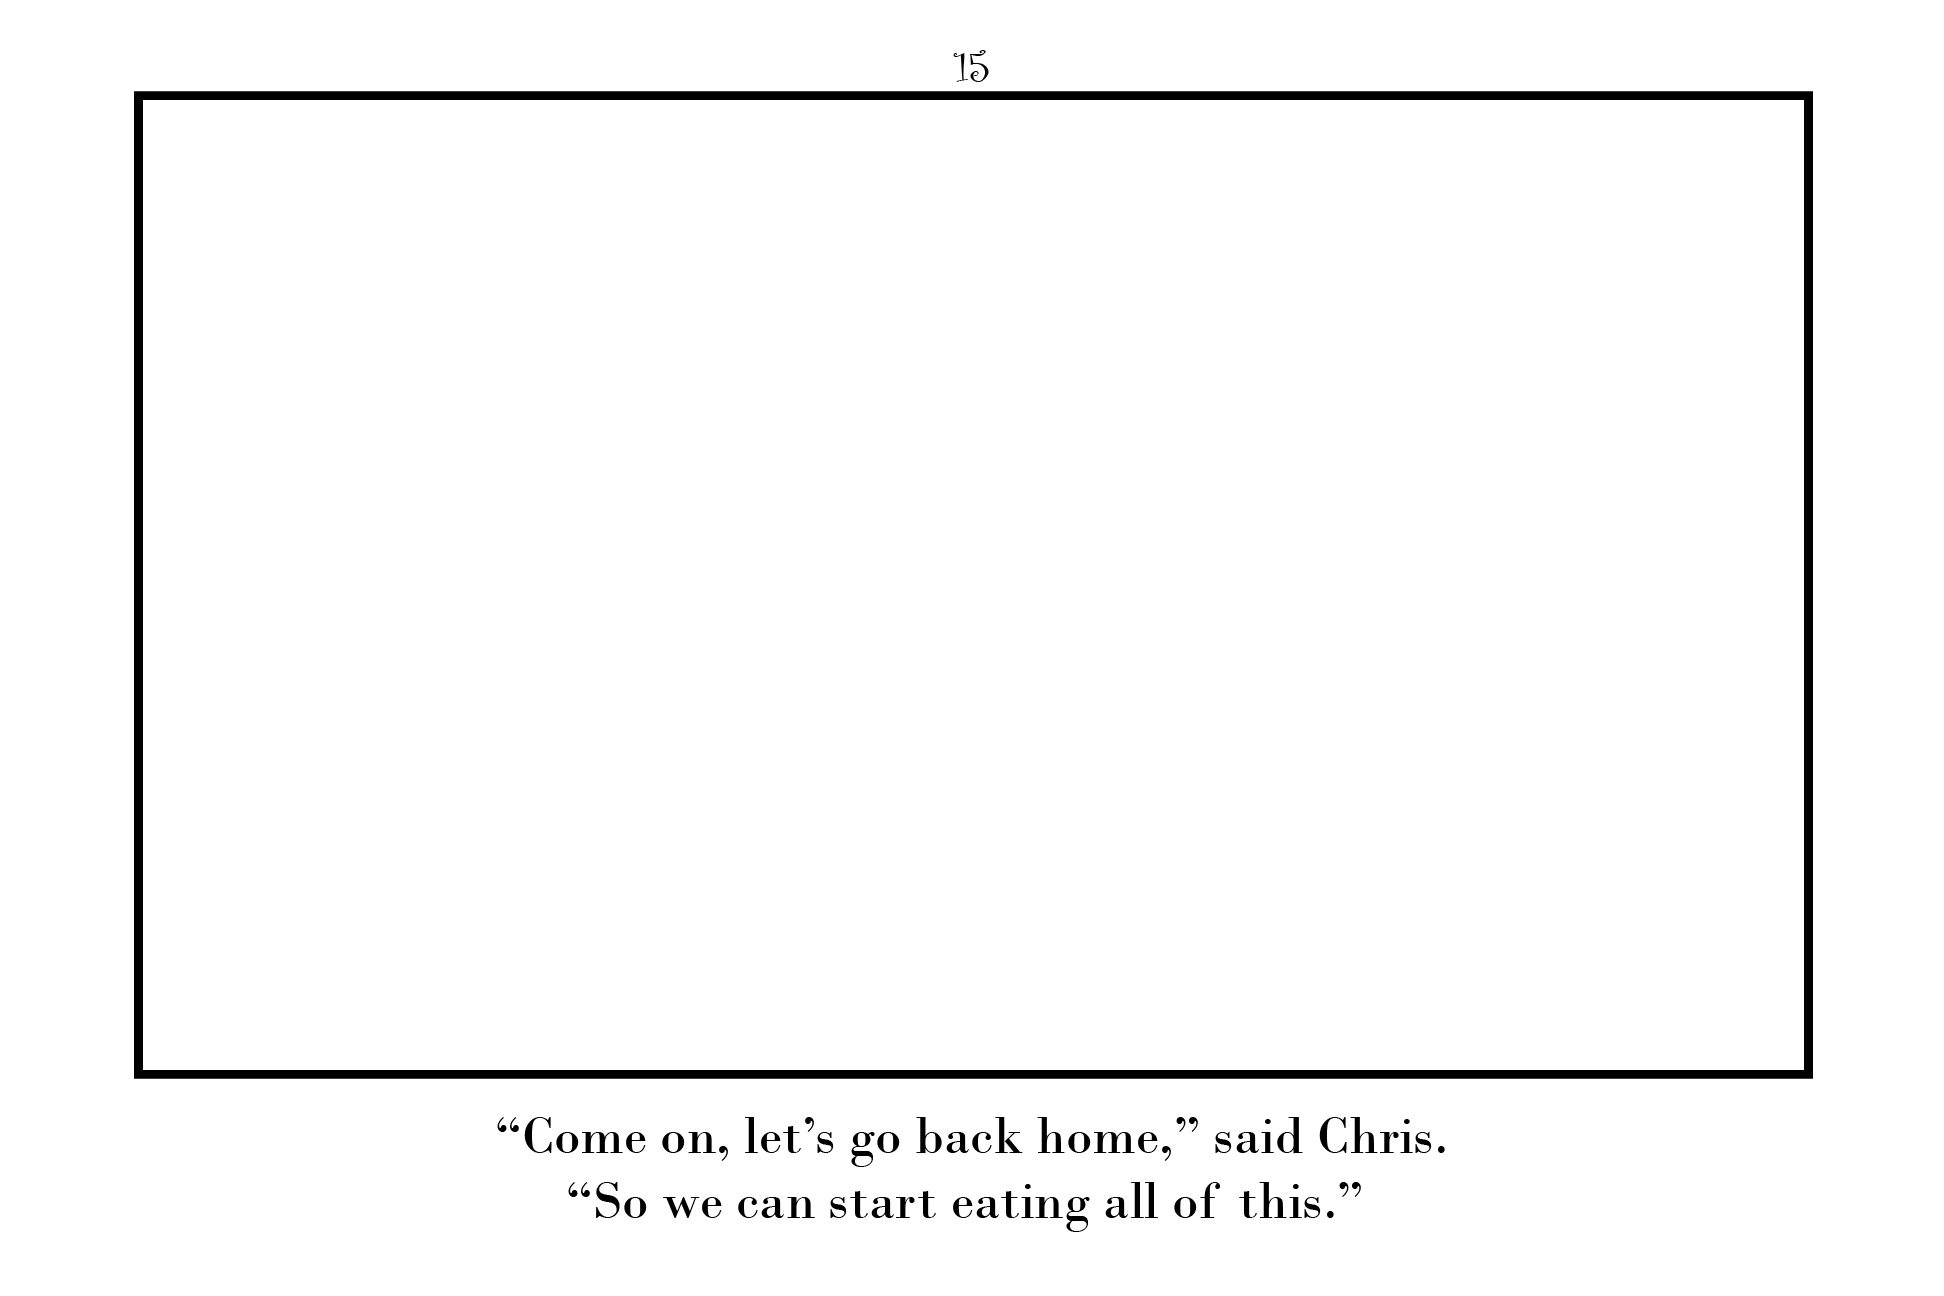 15
“Come on, let’s go back home,” said Chris.
“So we can start eating all of this.”